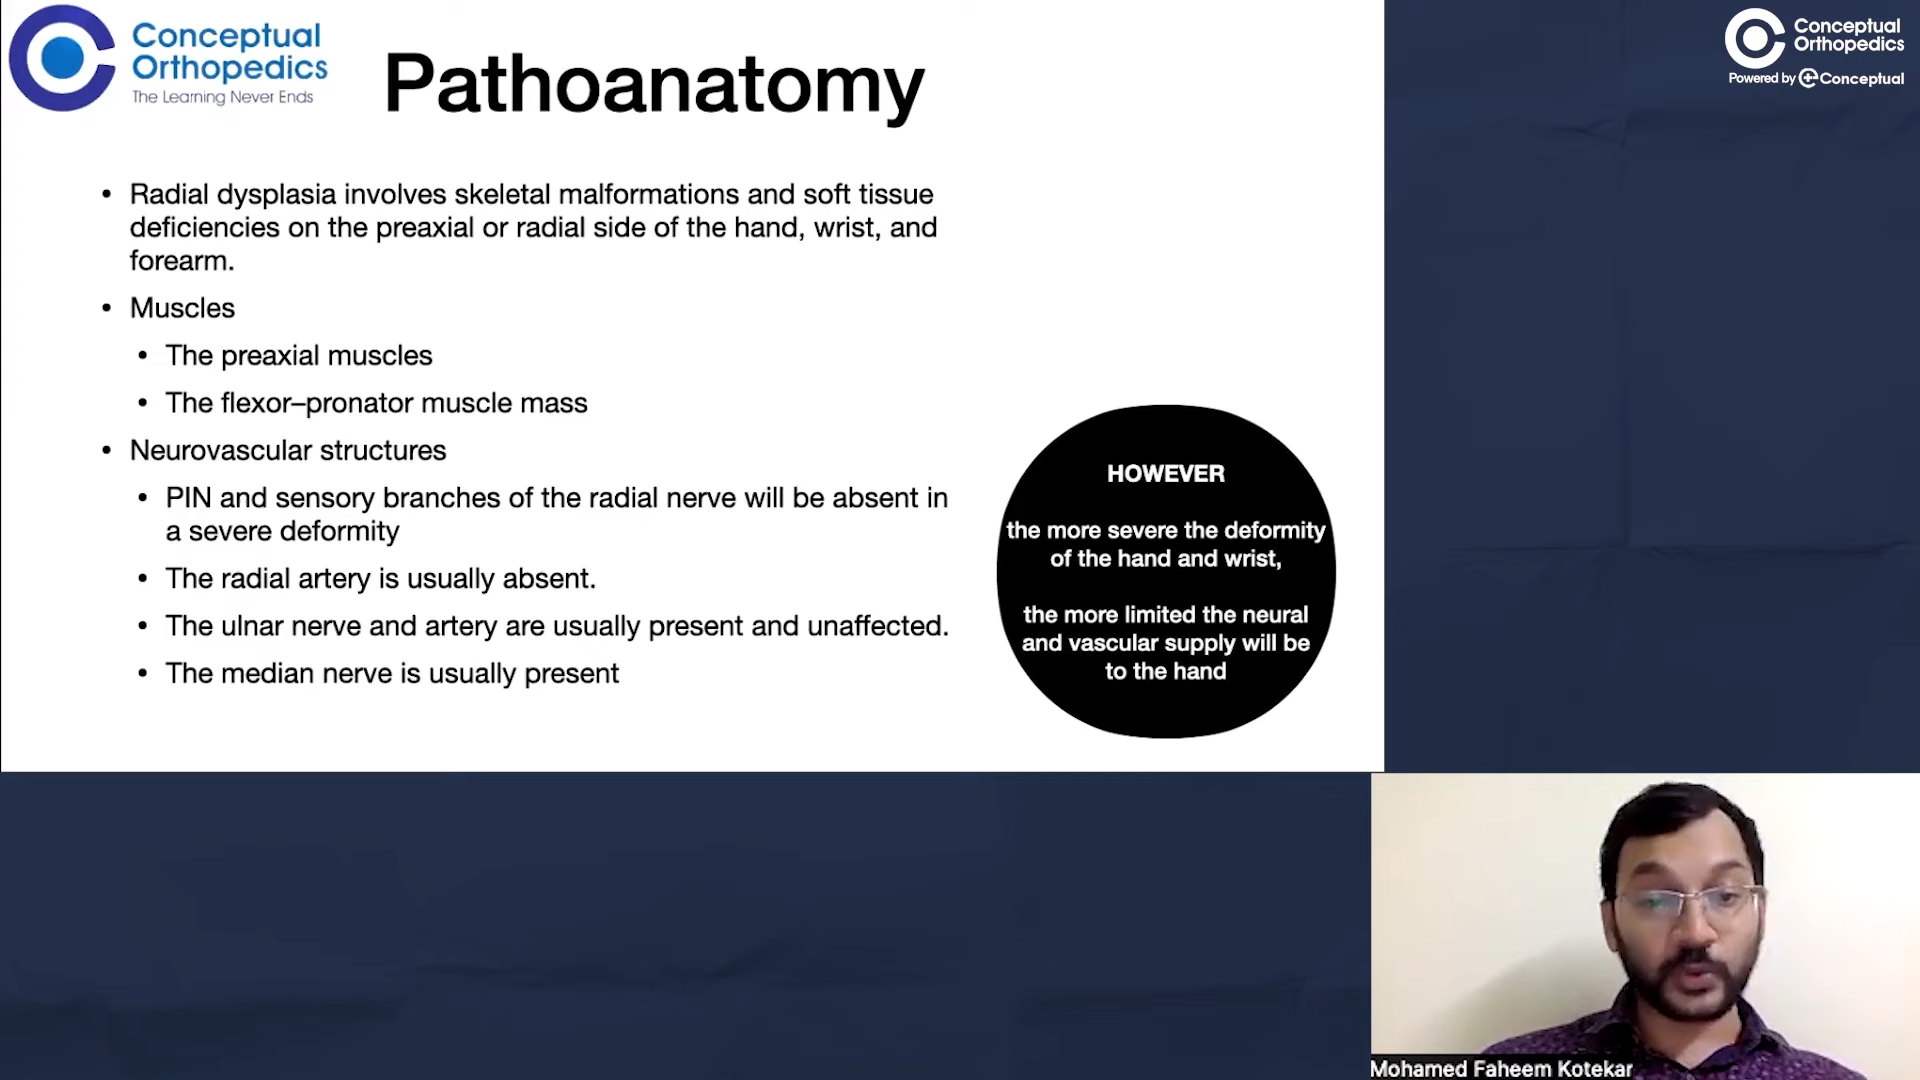 Conceptual
Orthopedics
The Learning Never Ends
Pathoanatomy
Conceptual
Orthopedics
Powered by Conceptual
• Radial dysplasia involves skeletal malformations and soft tissue
deficiencies on the preaxial or radial side of the hand, wrist, and
forearm.
• Muscles
• The preaxial muscles
• The flexor–pronator muscle mass
• Neurovascular structures
• PIN and sensory branches of the radial nerve will be absent in
a severe deformity
• The radial artery is usually absent.
• The ulnar nerve and artery are usually present and unaffected.
• The median nerve is usually present
HOWEVER
the more severe the deformity
of the hand and wrist,
the more limited the neural
and vascular supply will be
to the hand
Mohamed Faheem Kotekar